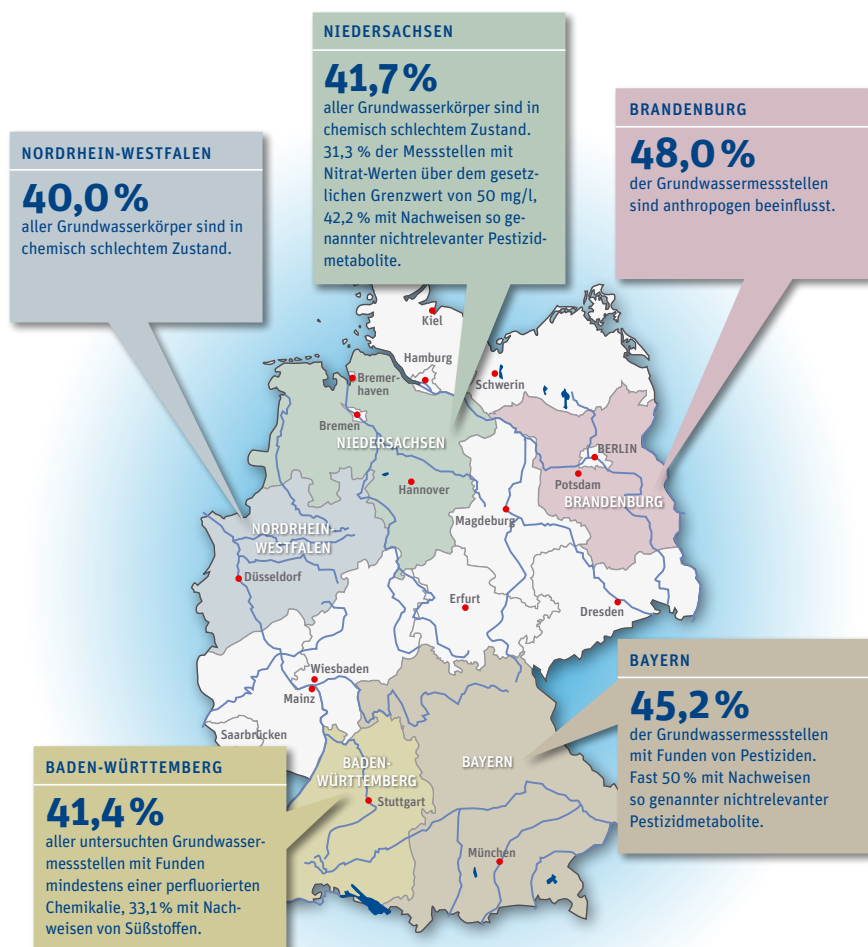 NIEDERSACHSEN
41,7 %
aller Grundwasserkörper sind in
chemisch schlechtem Zustand.
31,3 % der Messstellen mit
Nitrat-Werten über dem gesetz-
lichen Grenzwert von 50 mg/l,
42,2 % mit Nachweisen so ge-
nannter nichtrelevanter Pestizid-
metabolite.
BRANDENBURG
48,0 %
der Grundwassermessstellen
sind anthropogen beeinflusst.
NORDRHEIN-WESTFALEN
40,0 %
aller Grundwasserkörper sind in
chemisch schlechtem Zustand.
Kiel
Hamburg
Schwerin
Bremer-
haven
Bremen
NIEDERSACHSEN
BERLIN
Potsdam
BRANDENBURG
Hannover
Magdeburg
NORDRHEIN-
WESTFALEN
Düsseldorf
Erfurt
Dresden
Wiesbaden
Mainz
Saarbrücken
BADEN-
WÜRTTEMBERG
BAYERN
Stuttgart
München
BAYERN
45,2 %
der Grundwassermessstellen
mit Funden von Pestiziden.
Fast 50 % mit Nachweisen
so genannter nichtrelevanter
Pestizidmetabolite.
BADEN-WÜRTTEMBERG
41,4 %
aller untersuchten Grundwasser-
messstellen mit Funden
mindestens einer perfluorierten
Chemikalie, 33,1 % mit Nach-
weisen von Süßstoffen.